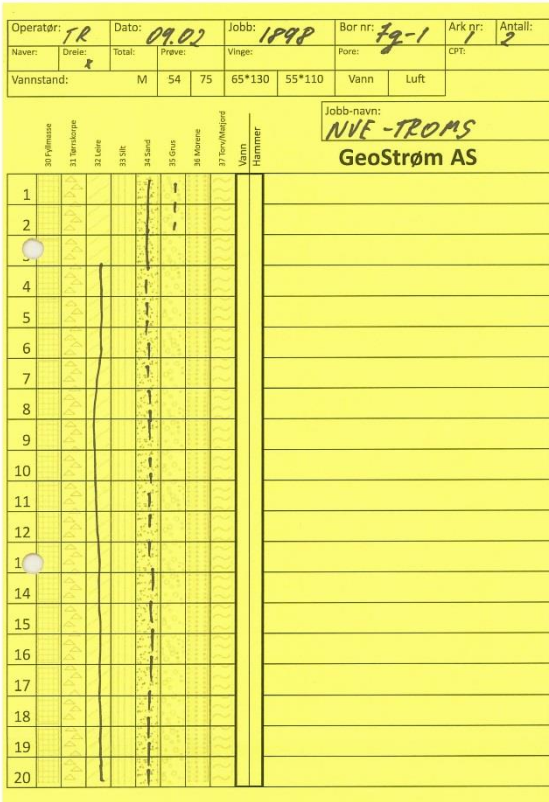 Operatør: TR Dato: 09.02 Jobb: 1898 Bor nr: 7g-1 Ark nr: 1 Antall: 2
Naver: Dreie: x Total: Prøve: Vinge: Pore: CPT:
Vannstand: M 54 75 65*130 55*110 Vann Luft
Jobb-navn:
NVE-TROMS
GeoStrøm AS
30 Fyllmasse
31 Tørrskorpe
32 Leire
33 Silt
34 Sand
35 Grus
36 Morene
37 Torv/Matjord
Vann
Hammer
1
2
3
4
5
6
7
8
9
10
11
12
1
14
15
16
17
18
19
20